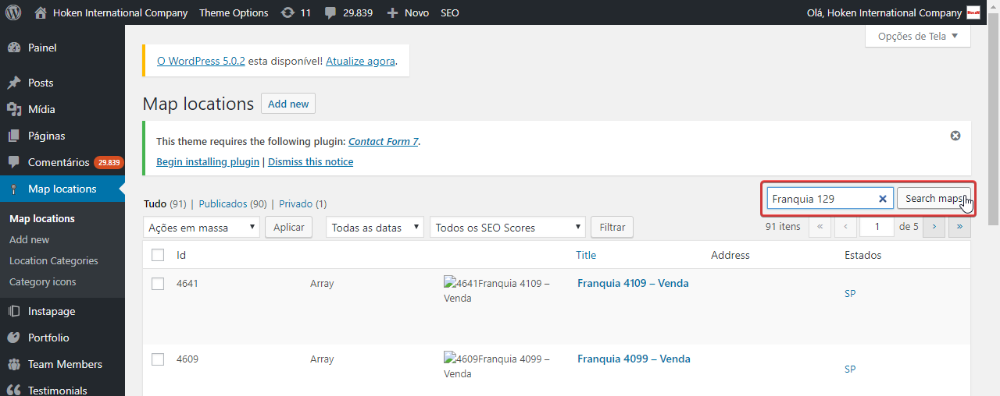 Hoken International Company Theme Options 11 29.839 Novo SEO Olá, Hoken International Company
Opções de Tela
Painel
Posts
Mídia
Páginas
Comentários 29.839
Map locations
Map locations
Add new
Location Categories
Category icons
Instapage
Portfolio
Team Members
Testimonials
O WordPress 5.0.2 esta disponível! Atualize agora.
Map locations Add new
This theme requires the following plugin: Contact Form 7.
Begin installing plugin | Dismiss this notice
Franquia 129 Search maps
Tudo (91) | Publicados (90) | Privado (1)
Ações em massa Aplicar Todas as datas Todos os SEO Scores Filtrar 91 itens « ‹ 1 de 5 › »
Id Title Address Estados
4641 Array 4641Franquia 4109 – Franquia 4109 – Venda
Venda
SP
4609 Array 4609Franquia 4099 – Franquia 4099 – Venda
Venda
SP